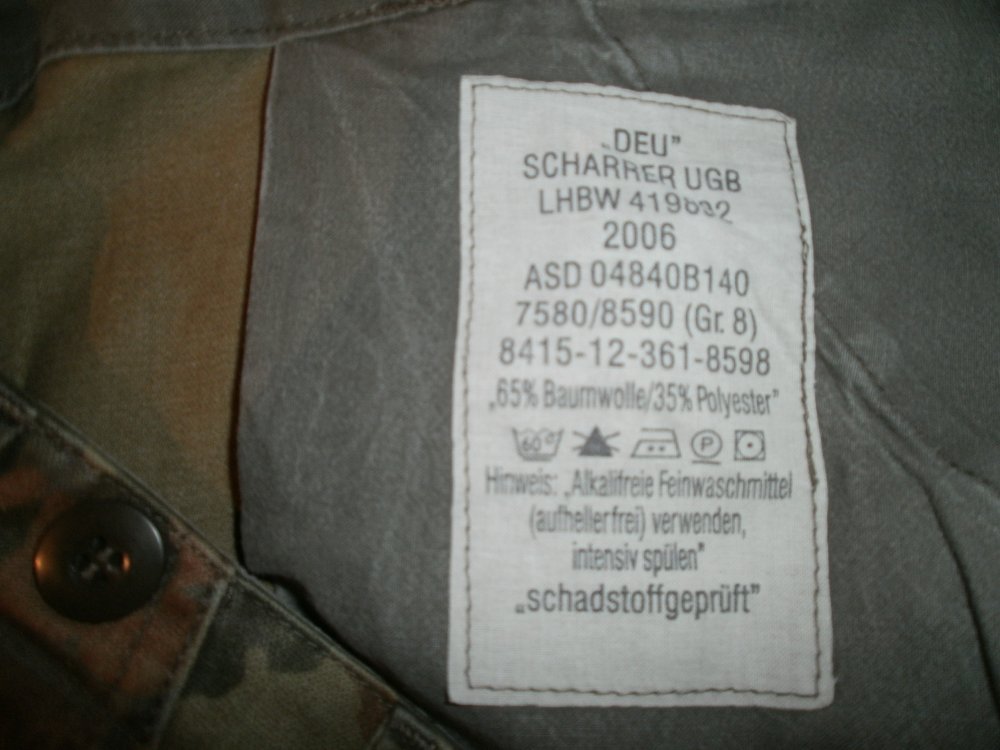 „DEU”
SCHARRER UGB
LHBW
2006
ASD 04840B140
7580/8590 (Gr. 8)
8415-12-361-8598
„65% Baumwolle/35% Polyester”
60° P
Hinweis: „Alkalifreie Feinwaschmittel
(aufhellerfrei) verwenden,
intensiv spülen”
„schadstoffgeprüft”